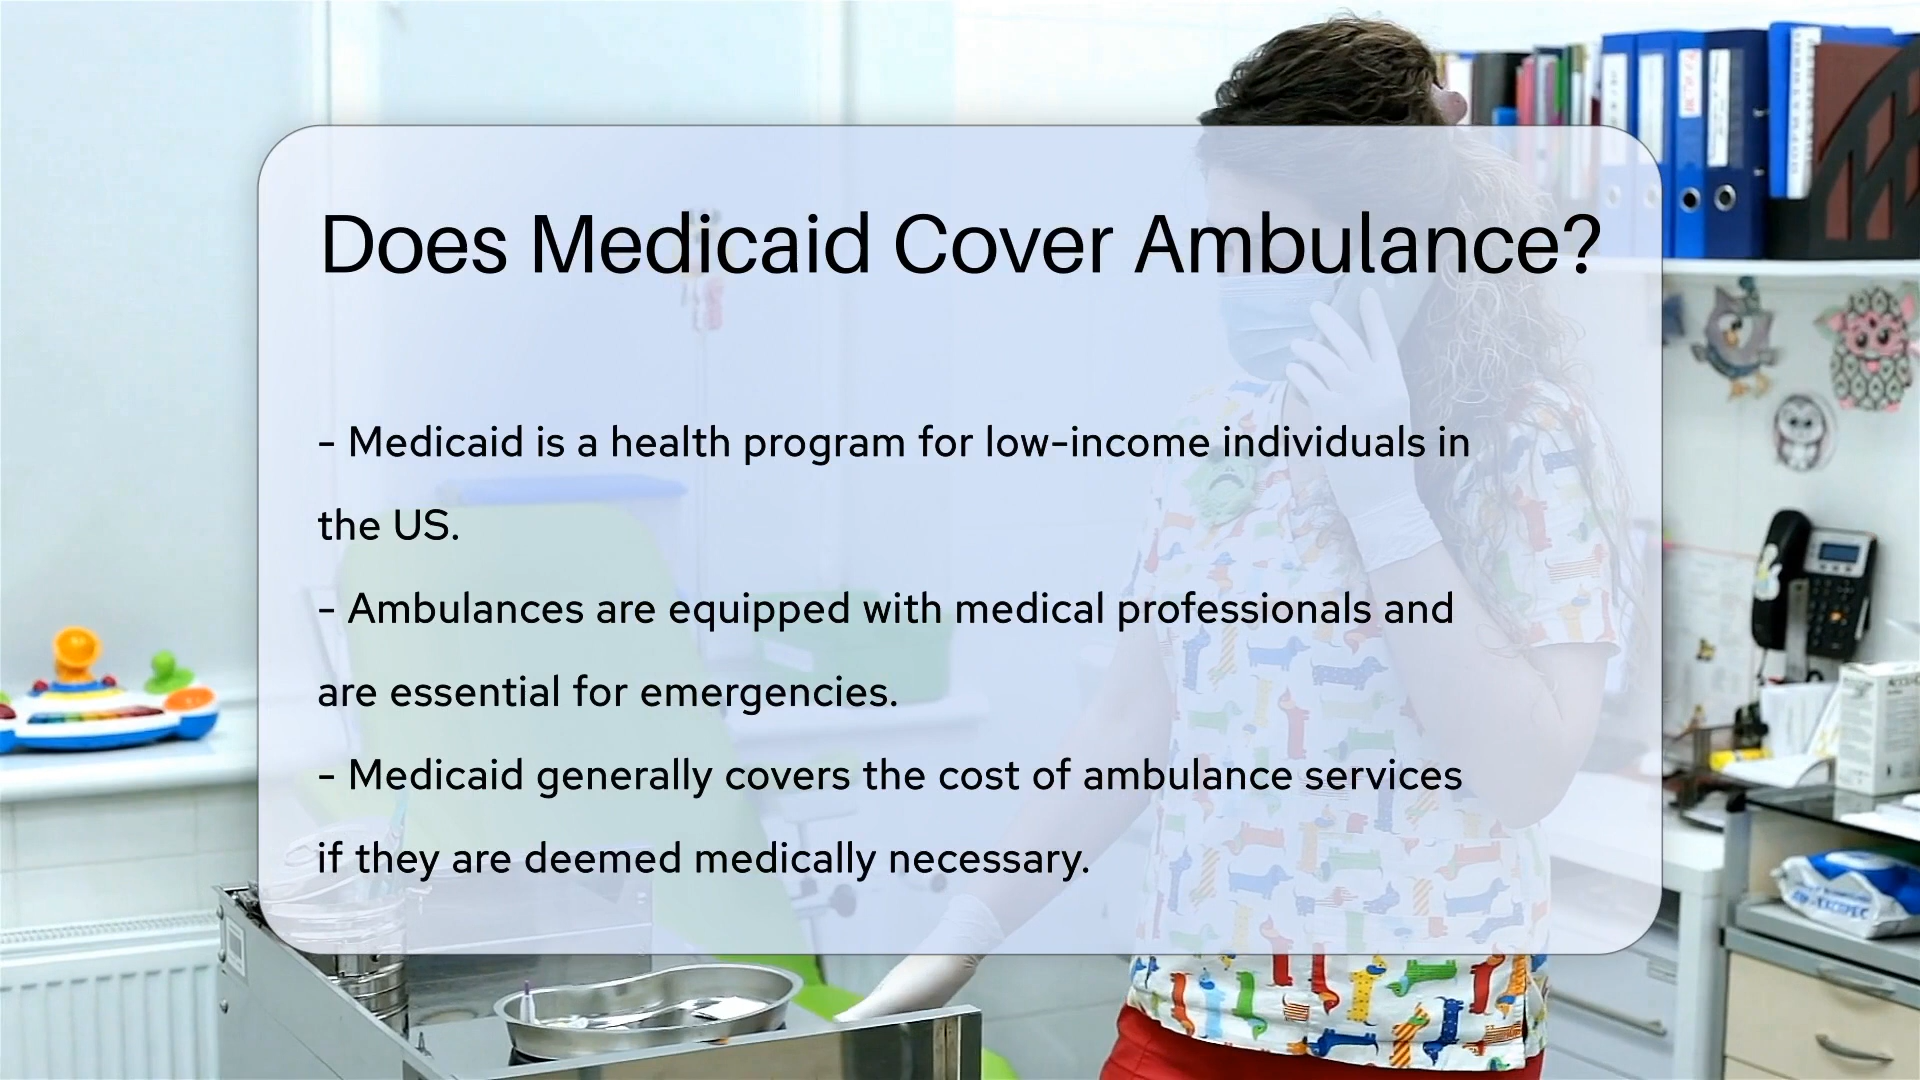 Does Medicaid Cover Ambulance?
- Medicaid is a health program for low-income individuals in
the US.
- Ambulances are equipped with medical professionals and
are essential for emergencies.
- Medicaid generally covers the cost of ambulance services
if they are deemed medically necessary.